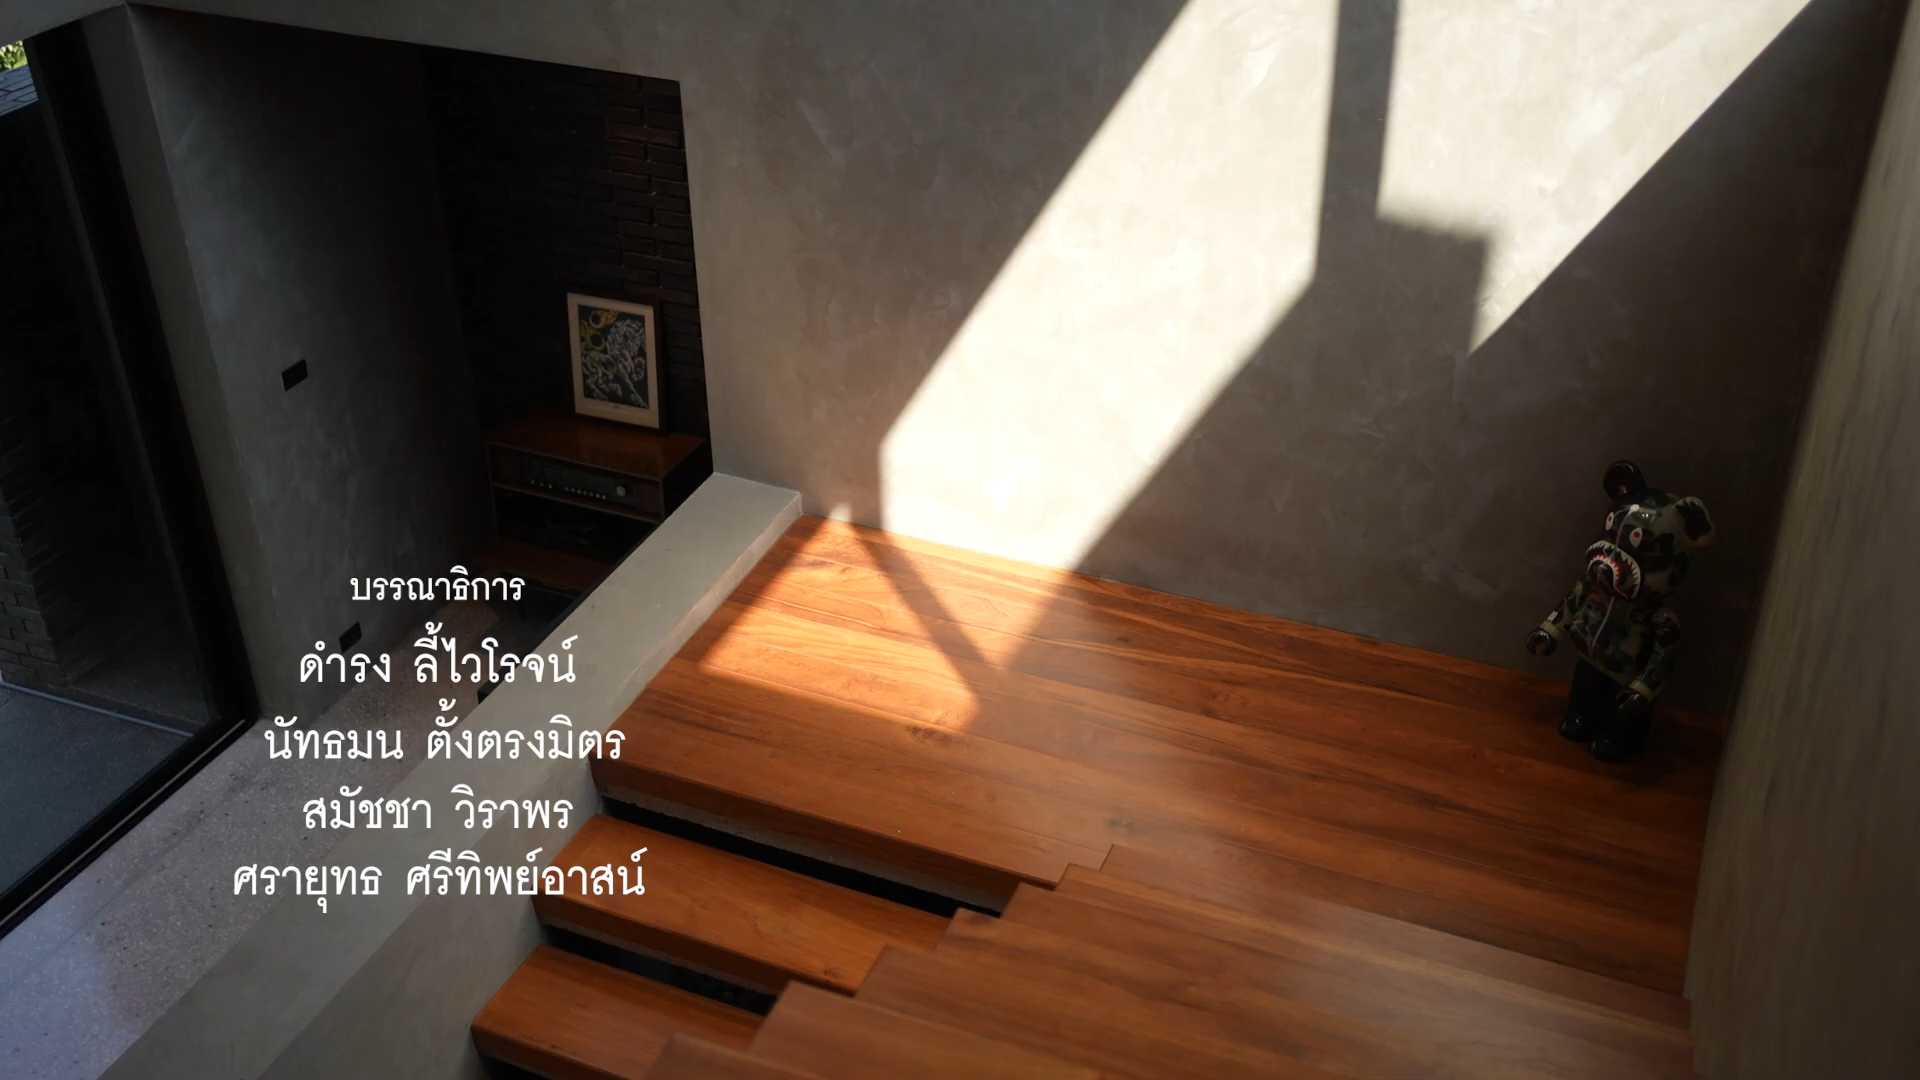 บรรณาธิการ
ดำรง ลี้ไวโรจน์
นัทธมน ตั้งตรงมิตร
สมัชชา วิราพร
ศรายุทธ ศรีทิพย์อาสน์